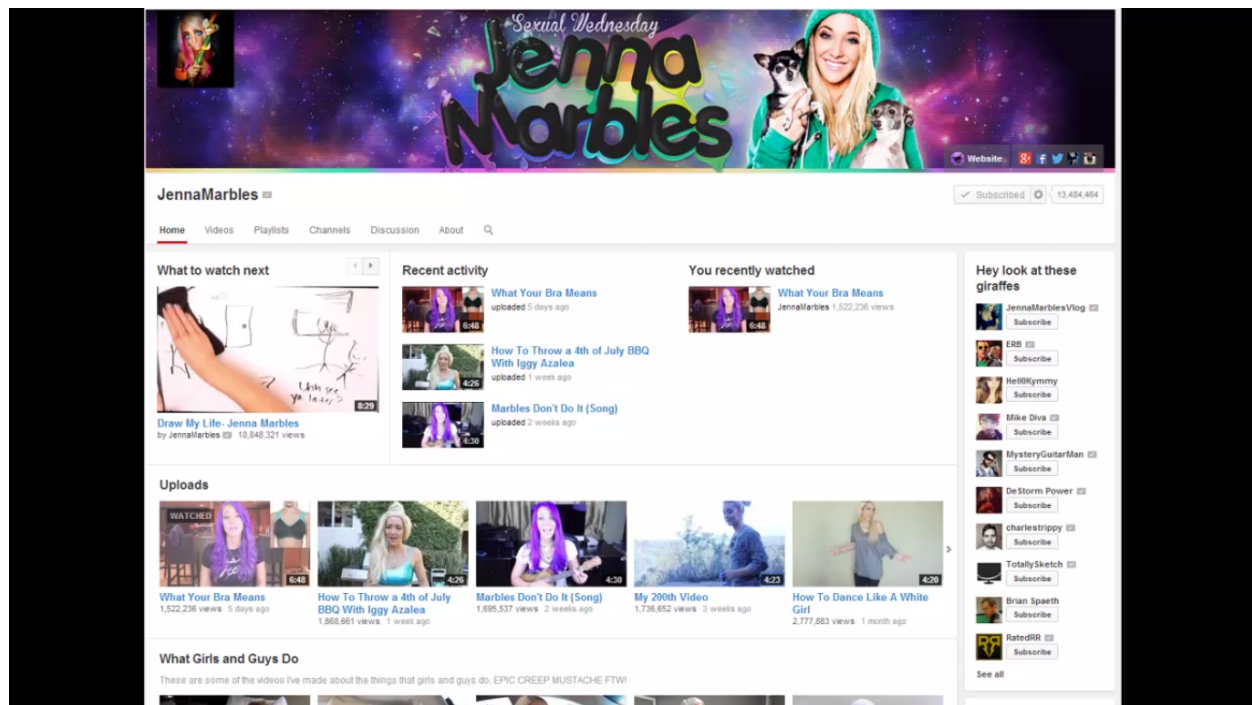 Sexual Wednesday
Jenna
Marbles
Website
JennaMarbles
Subscribed
13,484,464
Home
Videos
Playlists
Channels
Discussion
About
What to watch next
Uhh see
ya later?
8:29
Draw My Life- Jenna Marbles
by JennaMarbles 10,848,321 views
Recent activity
6:48
What Your Bra Means
uploaded 5 days ago
4:26
How To Throw a 4th of July BBQ
With Iggy Azalea
uploaded 1 week ago
4:30
Marbles Don't Do It (Song)
uploaded 2 weeks ago
You recently watched
6:48
What Your Bra Means
JennaMarbles 1,522,236 views
Uploads
WATCHED
6:48
What Your Bra Means
1,522,236 views 5 days ago
4:26
How To Throw a 4th of July
BBQ With Iggy Azalea
1,868,661 views 1 week ago
4:30
Marbles Don't Do It (Song)
1,695,537 views 2 weeks ago
4:23
My 200th Video
1,736,652 views 3 weeks ago
4:20
How To Dance Like A White
Girl
2,777,883 views 1 month ago
What Girls and Guys Do
These are some of the videos I've made about the things that girls and guys do. EPIC CREEP MUSTACHE FTW!
Hey look at these
giraffes
JennaMarblesVlog
Subscribe
ERB
Subscribe
Hell0Kymmy
Subscribe
Mike Diva
Subscribe
MysteryGuitarMan
Subscribe
DeStorm Power
Subscribe
charlestrippy
Subscribe
TotallySketch
Subscribe
Brian Spaeth
Subscribe
RatedRR
Subscribe
See all